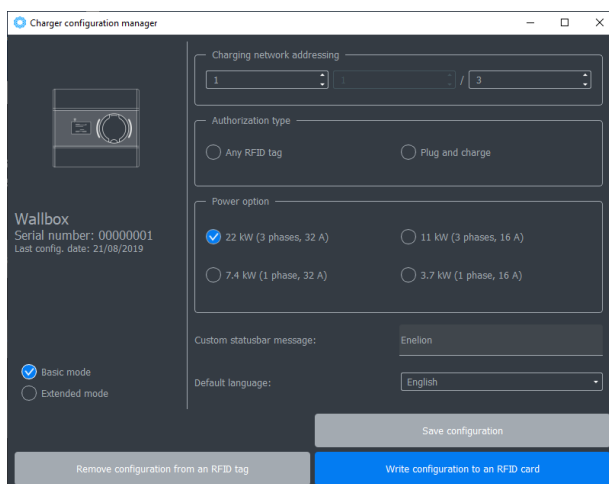 Charger configuration manager
Charging network addressing
1
1
/
3
Authorization type
Any RFID tag
Plug and charge
Power option
22 kW (3 phases, 32 A)
11 kW (3 phases, 16 A)
7.4 kW (1 phase, 32 A)
3.7 kW (1 phase, 16 A)
Wallbox
Serial number: 00000001
Last config. date: 21/08/2019
Custom statusbar message:
Enelion
Basic mode
Extended mode
Default language:
English
Save configuration
Remove configuration from an RFID tag
Write configuration to an RFID card